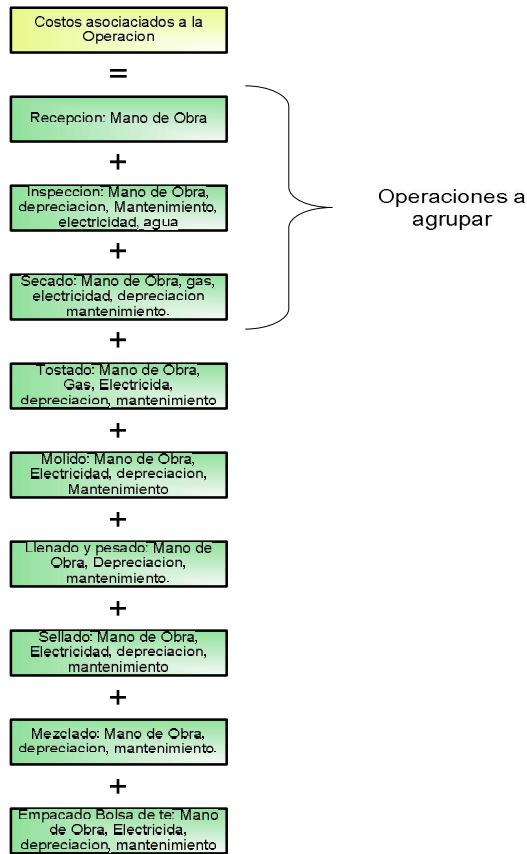 Costos asociaciados a la
Operacion
=
Recepcion: Mano de Obra
+
Inspeccion: Mano de Obra,
depreciacion, Mantenimiento,
electricidad, agua
+
Secado: Mano de Obra, gas,
electricidad, depreciacion
mantenimiento.
+
Tostado: Mano de Obra,
Gas, Electricida,
depreciacion, mantenimiento
+
Molido: Mano de Obra,
Electricidad, depreciacion,
Mantenimiento
+
Llenado y pesado: Mano de
Obra, Depreciacion,
mantenimiento.
+
Sellado: Mano de Obra,
Electricidad, depreciacion,
mantenimiento
+
Mezclado: Mano de Obra,
depreciacion, mantenimiento.
+
Empacado Bolsa de te: Mano
de Obra, Electricida,
depreciacion, mantenimiento
Operaciones a
agrupar